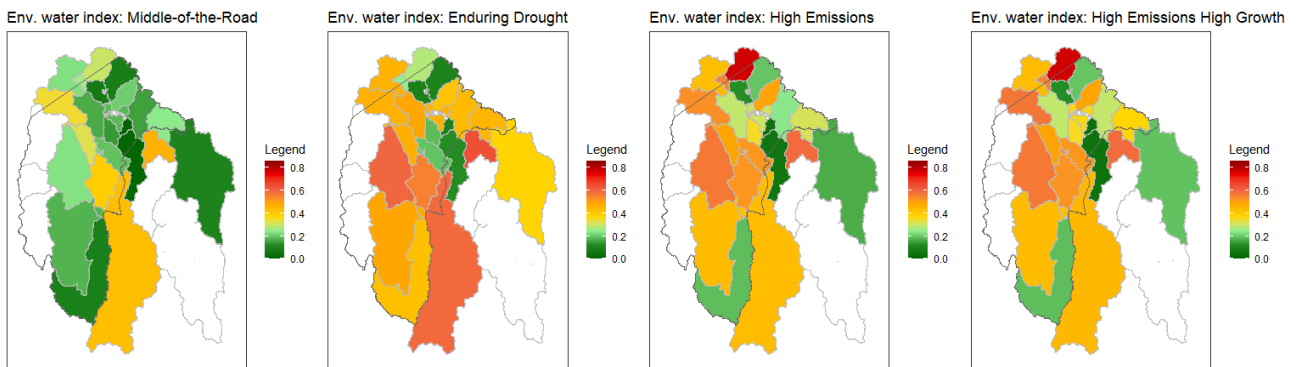 Env. water index: Middle-of-the-Road
Env. water index: Enduring Drought
Env. water index: High Emissions
Env. water index: High Emissions High Growth
Legend
0.8
0.6
0.4
0.2
0.0
Legend
0.8
0.6
0.4
0.2
0.0
Legend
0.8
0.6
0.4
0.2
0.0
Legend
0.8
0.6
0.4
0.2
0.0